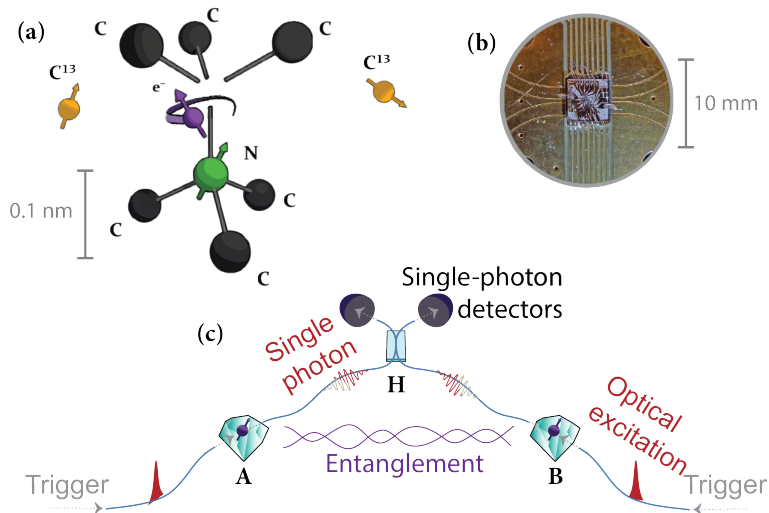 (a)
C
C
C
C¹³
C¹³
e⁻
N
0.1 nm
C
C
C
(b)
10 mm
(c)
Single-photon
detectors
Single
photon
H
Optical
excitation
Entanglement
A
B
Trigger
Trigger